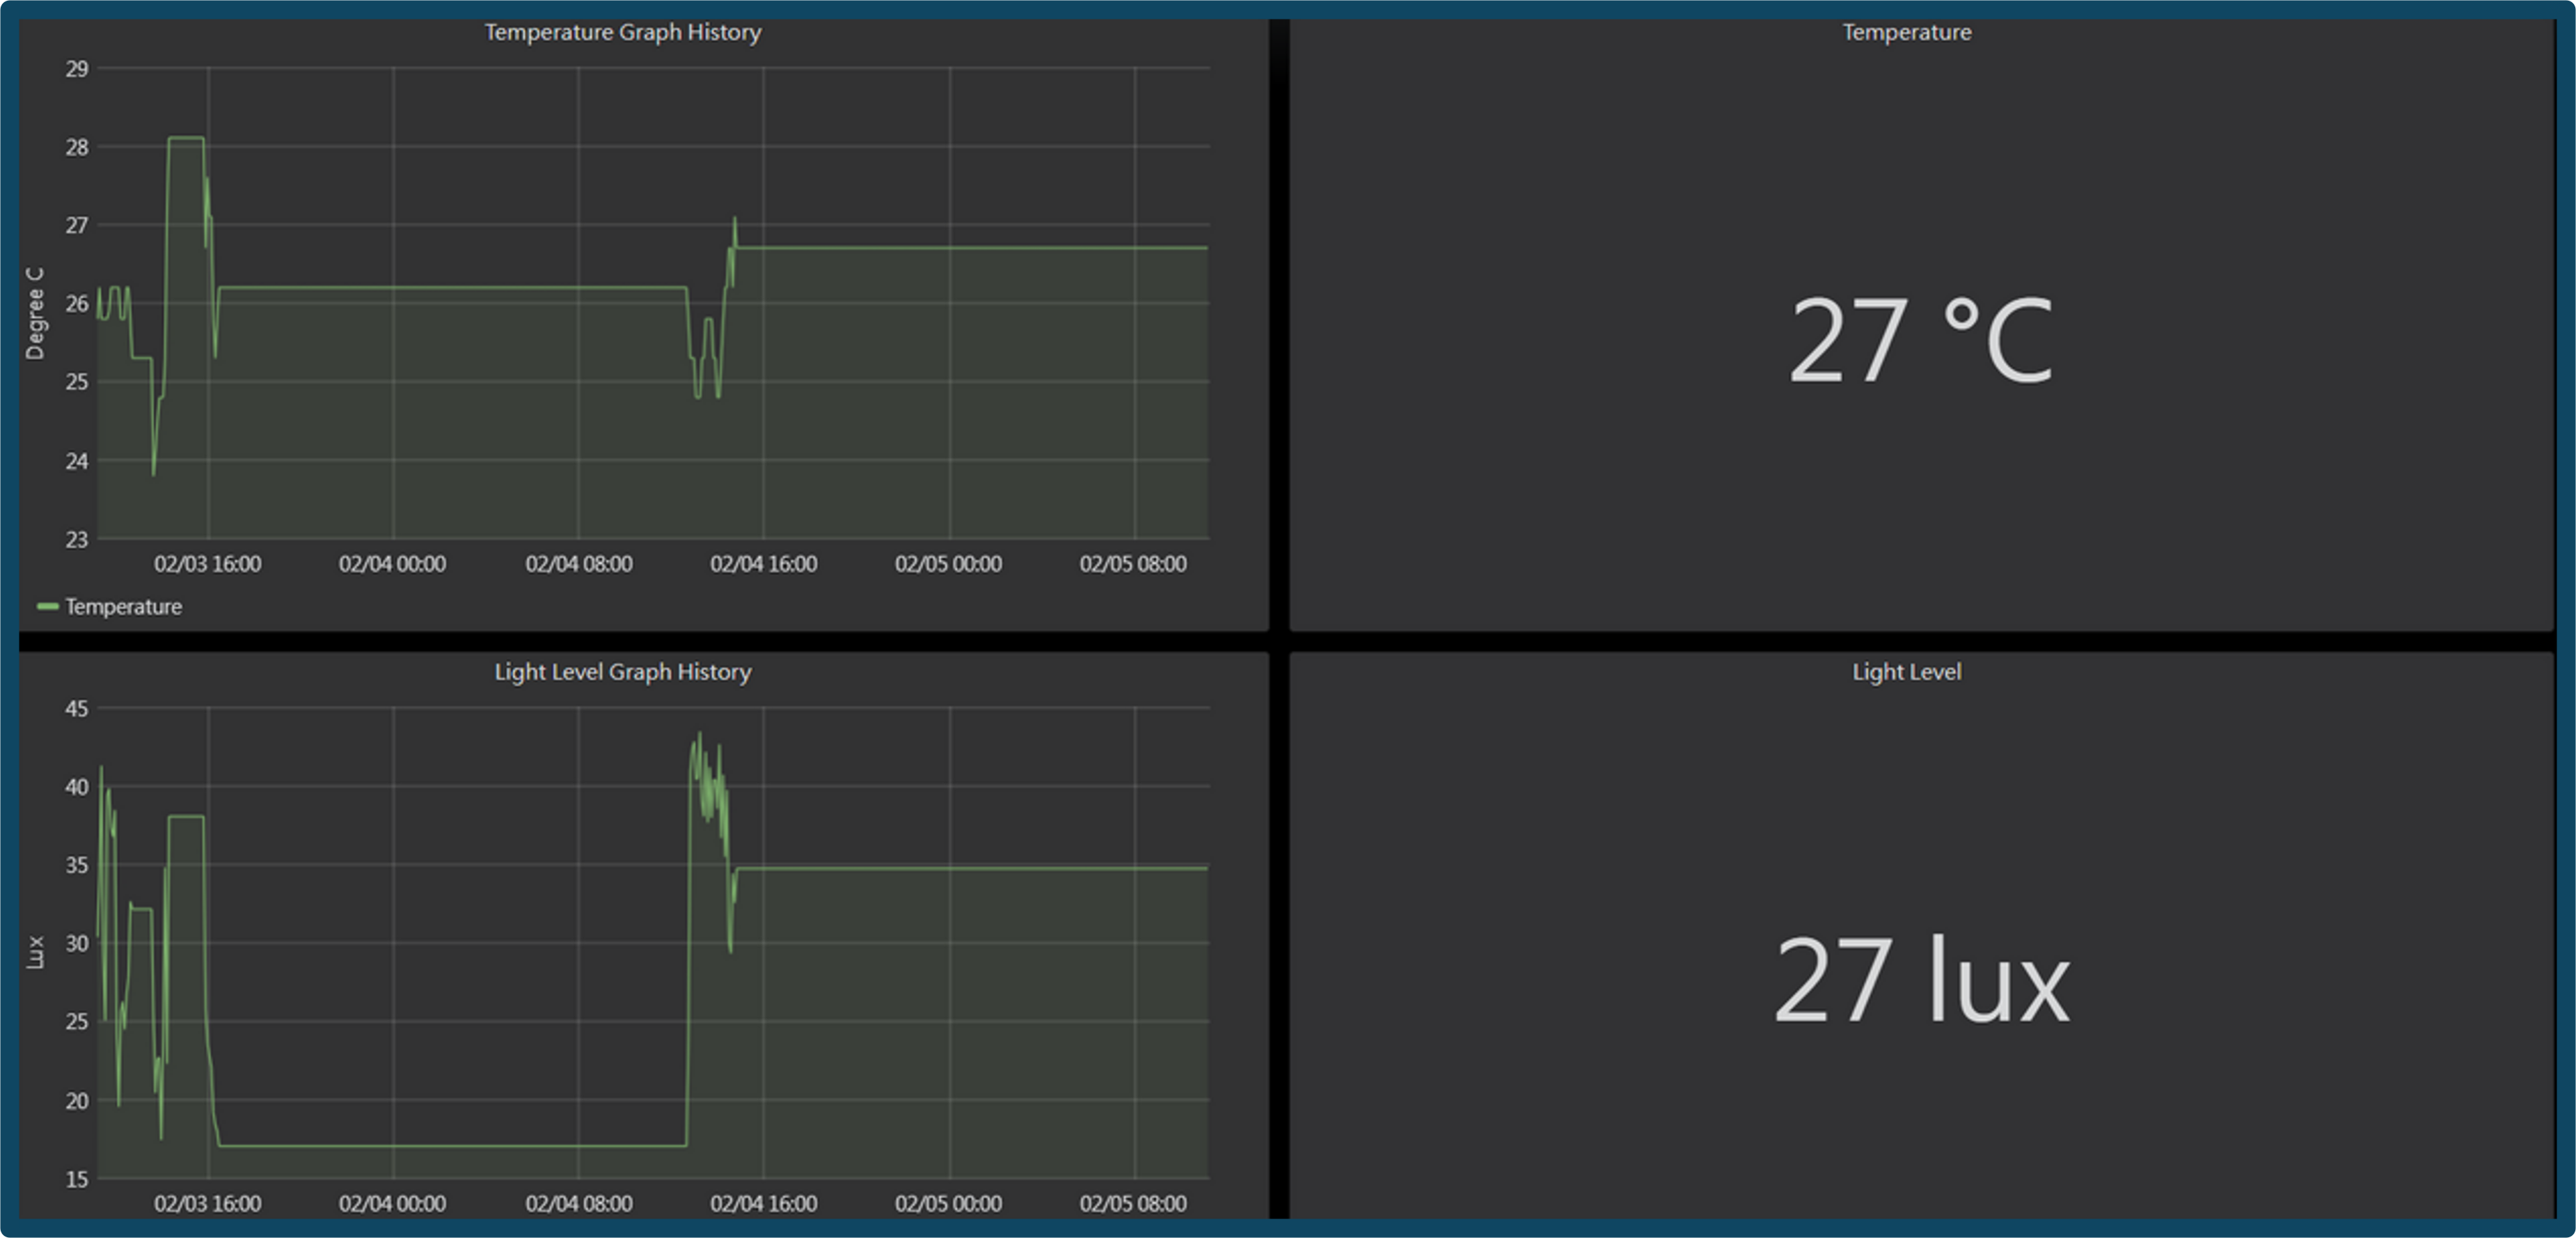 Temperature Graph History
29
28
27
26
25
24
23
Degree C
02/03 16:00 02/04 00:00 02/04 08:00 02/04 16:00 02/05 00:00 02/05 08:00
Temperature
Temperature
27 °C
Light Level Graph History
45
40
35
30
25
20
15
Lux
02/03 16:00 02/04 00:00 02/04 08:00 02/04 16:00 02/05 00:00 02/05 08:00
Light Level
27 lux